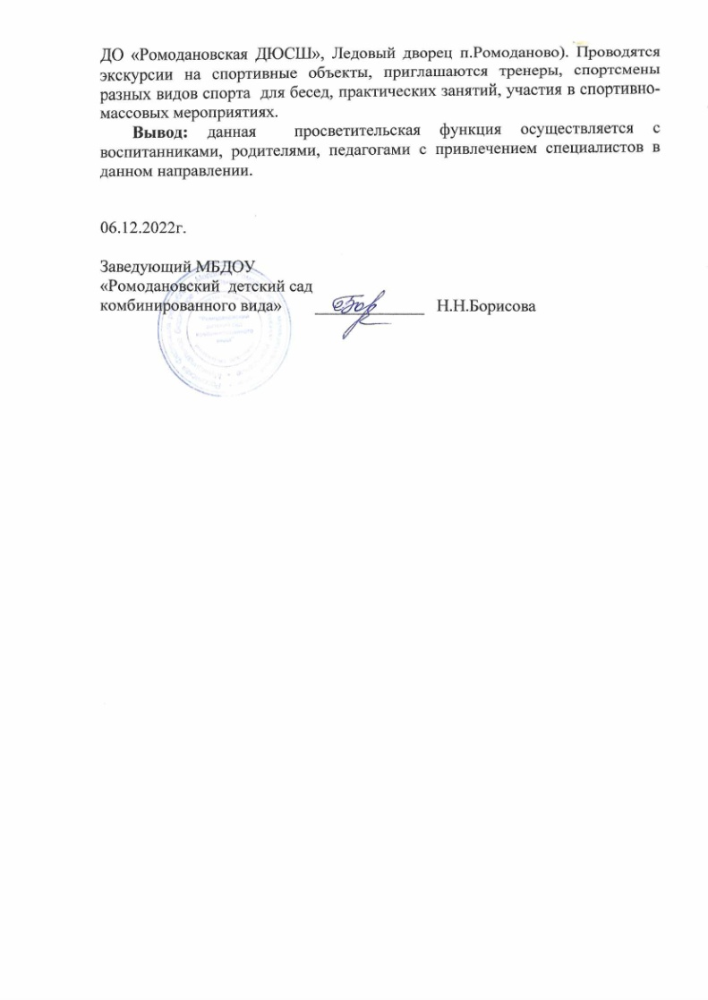 ДО «Ромодановская ДЮСШ», Ледовый дворец п.Ромоданово). Проводятся
экскурсии на спортивные объекты, приглашаются тренеры, спортсмены
разных видов спорта для бесед, практических занятий, участия в спортивно-
массовых мероприятиях.
Вывод: данная просветительская функция осуществляется с
воспитанниками, родителями, педагогами с привлечением специалистов в
данном направлении.
06.12.2022г.
Заведующий МБДОУ
«Ромодановский детский сад
комбинированного вида» Н.Н.Борисова